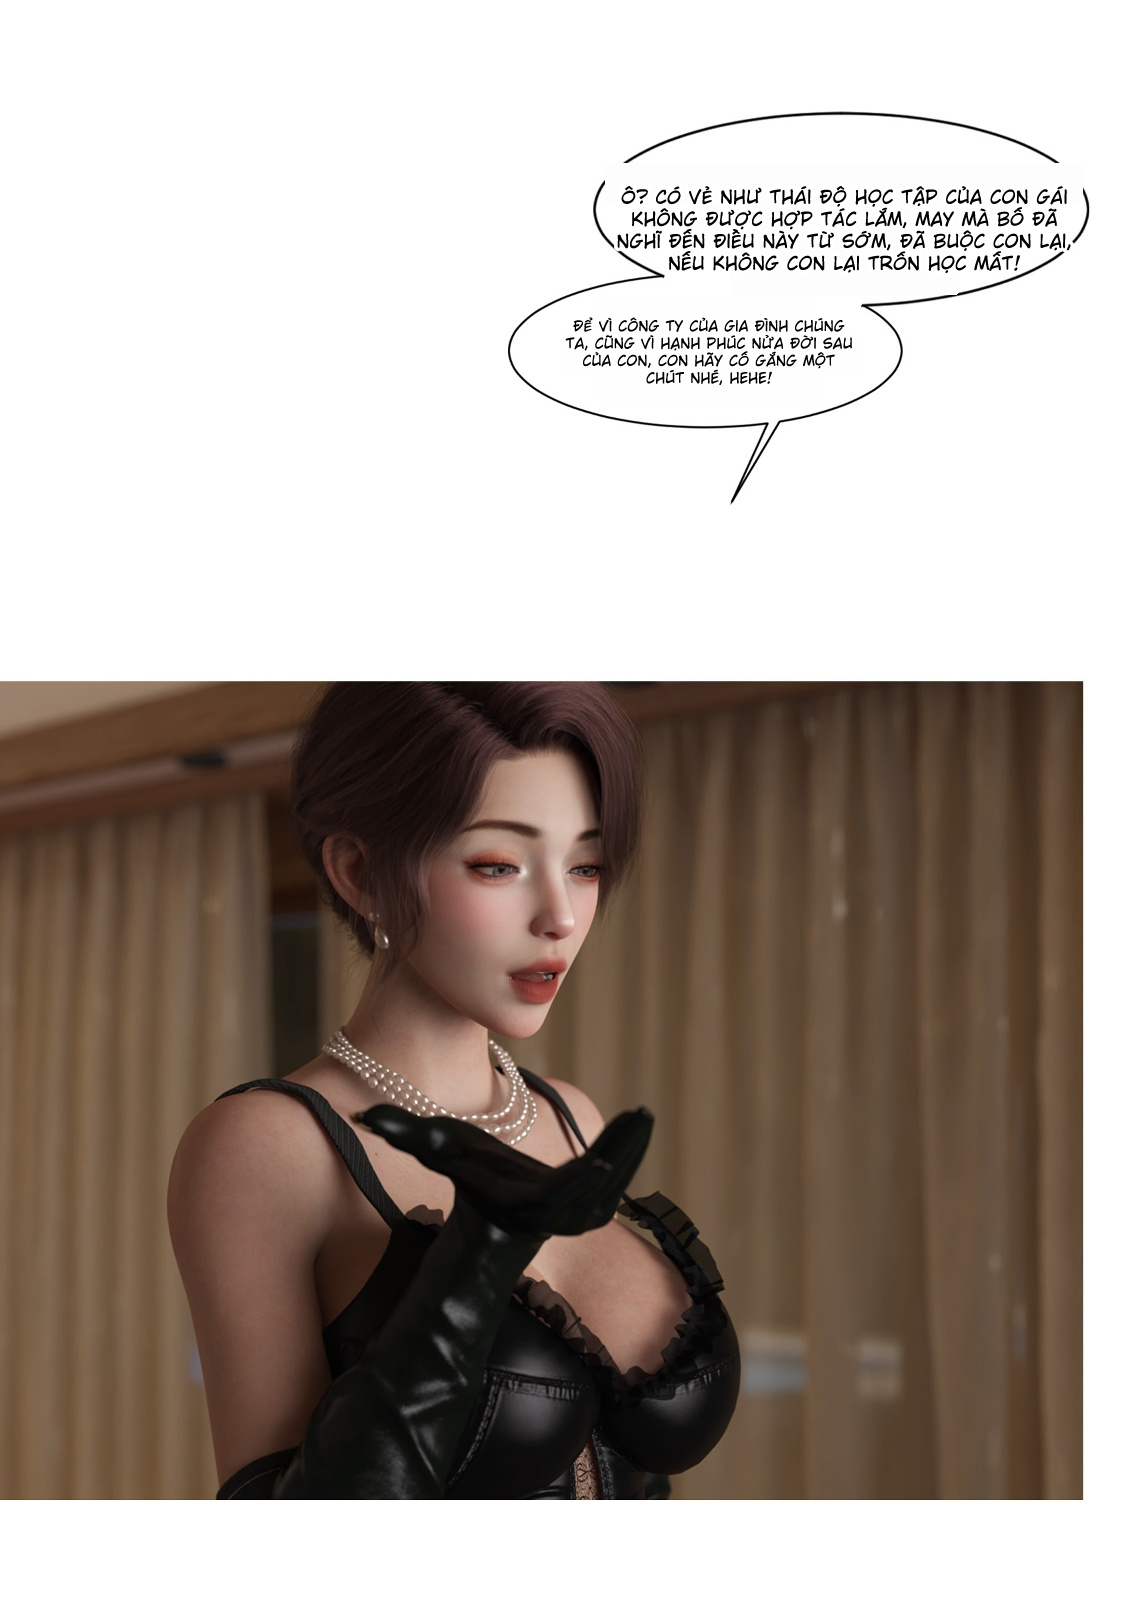 Ô? CÓ VẺ NHƯ THÁI ĐỘ HỌC TẬP CỦA CON GÁI
KHÔNG ĐƯỢC HỢP TÁC LẮM, MAY MÀ BỐ ĐÃ
NGHĨ ĐẾN ĐIỀU NÀY TỪ SỚM, ĐÃ BUỘC CON LẠI,
NẾU KHÔNG CON LẠI TRỐN HỌC MẤT!
ĐỂ VÌ CÔNG TY CỦA GIA ĐÌNH CHÚNG
TA, CŨNG VÌ HẠNH PHÚC NỬA ĐỜI SAU
CỦA CON, CON HÃY CỐ GẮNG MỘT
CHÚT NHÉ, HEHE!